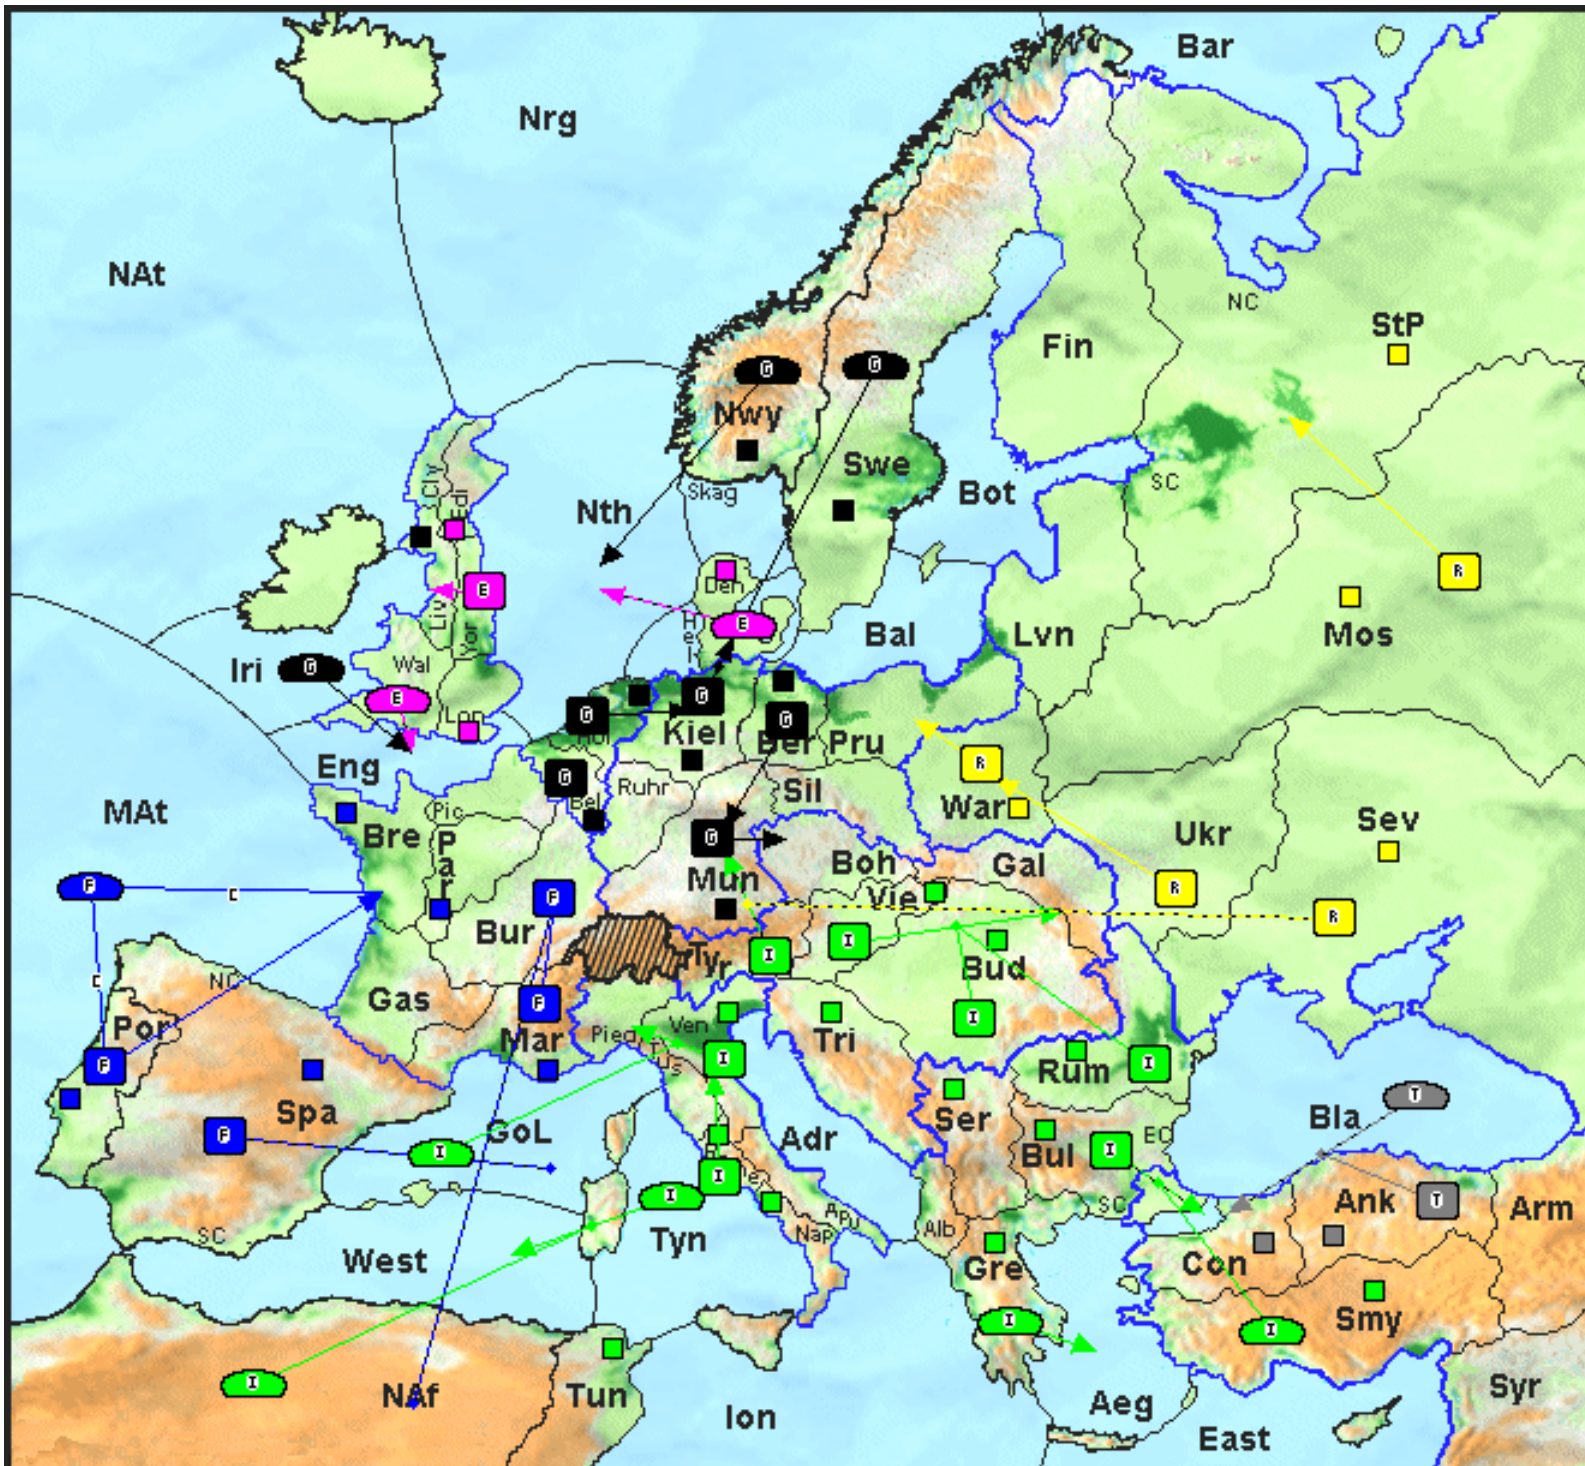 Bar
Nrg
NAt
NC
StP
Fin
G
G
Nwy
Swe
SC
Skag
Bot
Nth
Cly
Edi
R
Den
E
E
Hel
Liv
Yor
Bal
Lvn
Mos
Iri
G
Wal
E
G
G
G
Lon
Hol
Kiel
Ber
Pru
Eng
G
Ruhr
Bel
Sil
R
War
MAt
Pic
Bre
Par
Ukr
Sev
G
Boh
Gal
Mun
Vie
F
C
F
R
R
Bur
I
I
Tyr
Bud
C
NC
Gas
F
I
Por
Mar
Pied
Ven
Tri
Tus
F
I
Rum
I
Spa
Ser
T
Bla
F
GoL
I
Adr
Bul
I
EC
I
I
Ank
T
Arm
SC
West
Tyn
Nap
Apu
Alb
SC
Gre
Con
I
I
Smy
I
NAf
Tun
Ion
Aeg
East
Syr